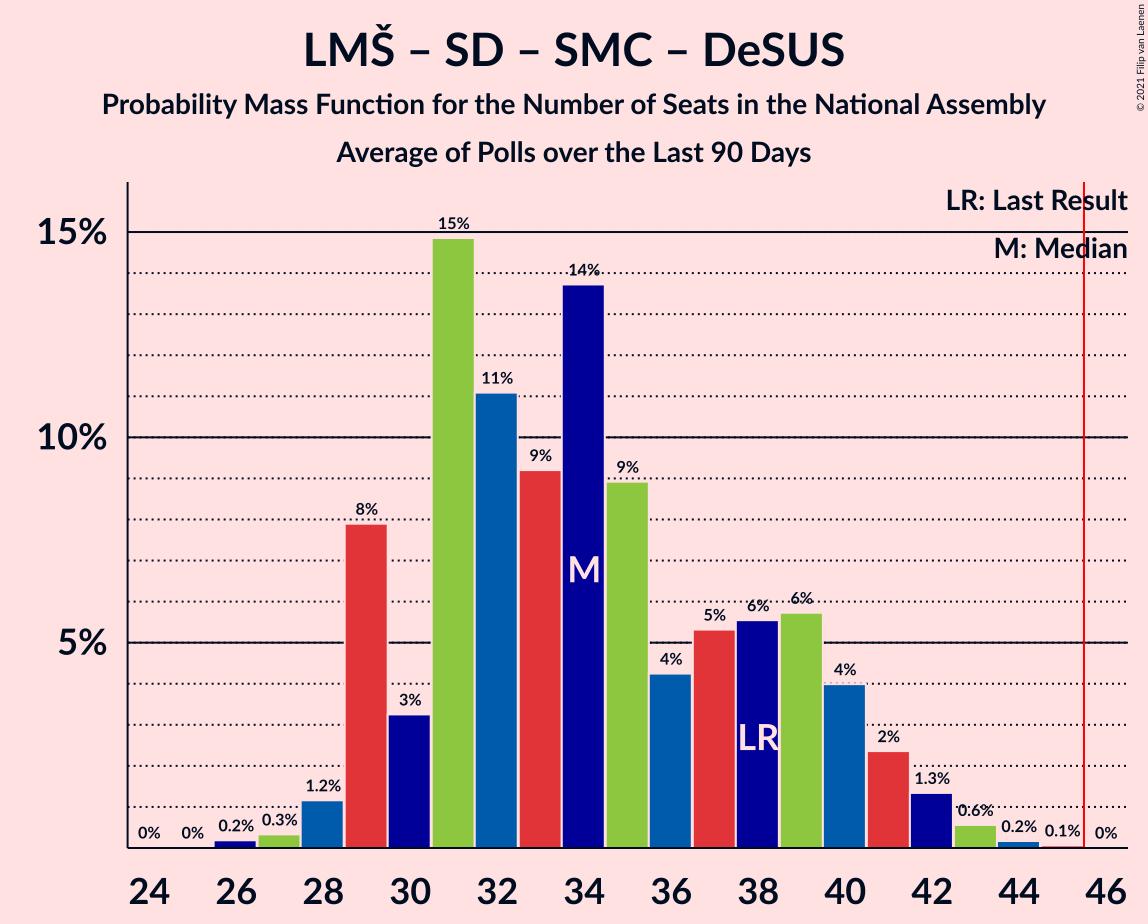 LMŠ – SD – SMC – DeSUS
Probability Mass Function for the Number of Seats in the National Assembly
Average of Polls over the Last 90 Days
© 2021 Filip van Laenen
LR: Last Result
M: Median
15%
10%
5%
0% 0% 0.2% 0.3% 1.2% 8% 3% 15% 11% 9% 14% 9% 4% 5% 6% 6% 4% 2% 1.3% 0.6% 0.2% 0.1% 0%
M
LR
24 26 28 30 32 34 36 38 40 42 44 46